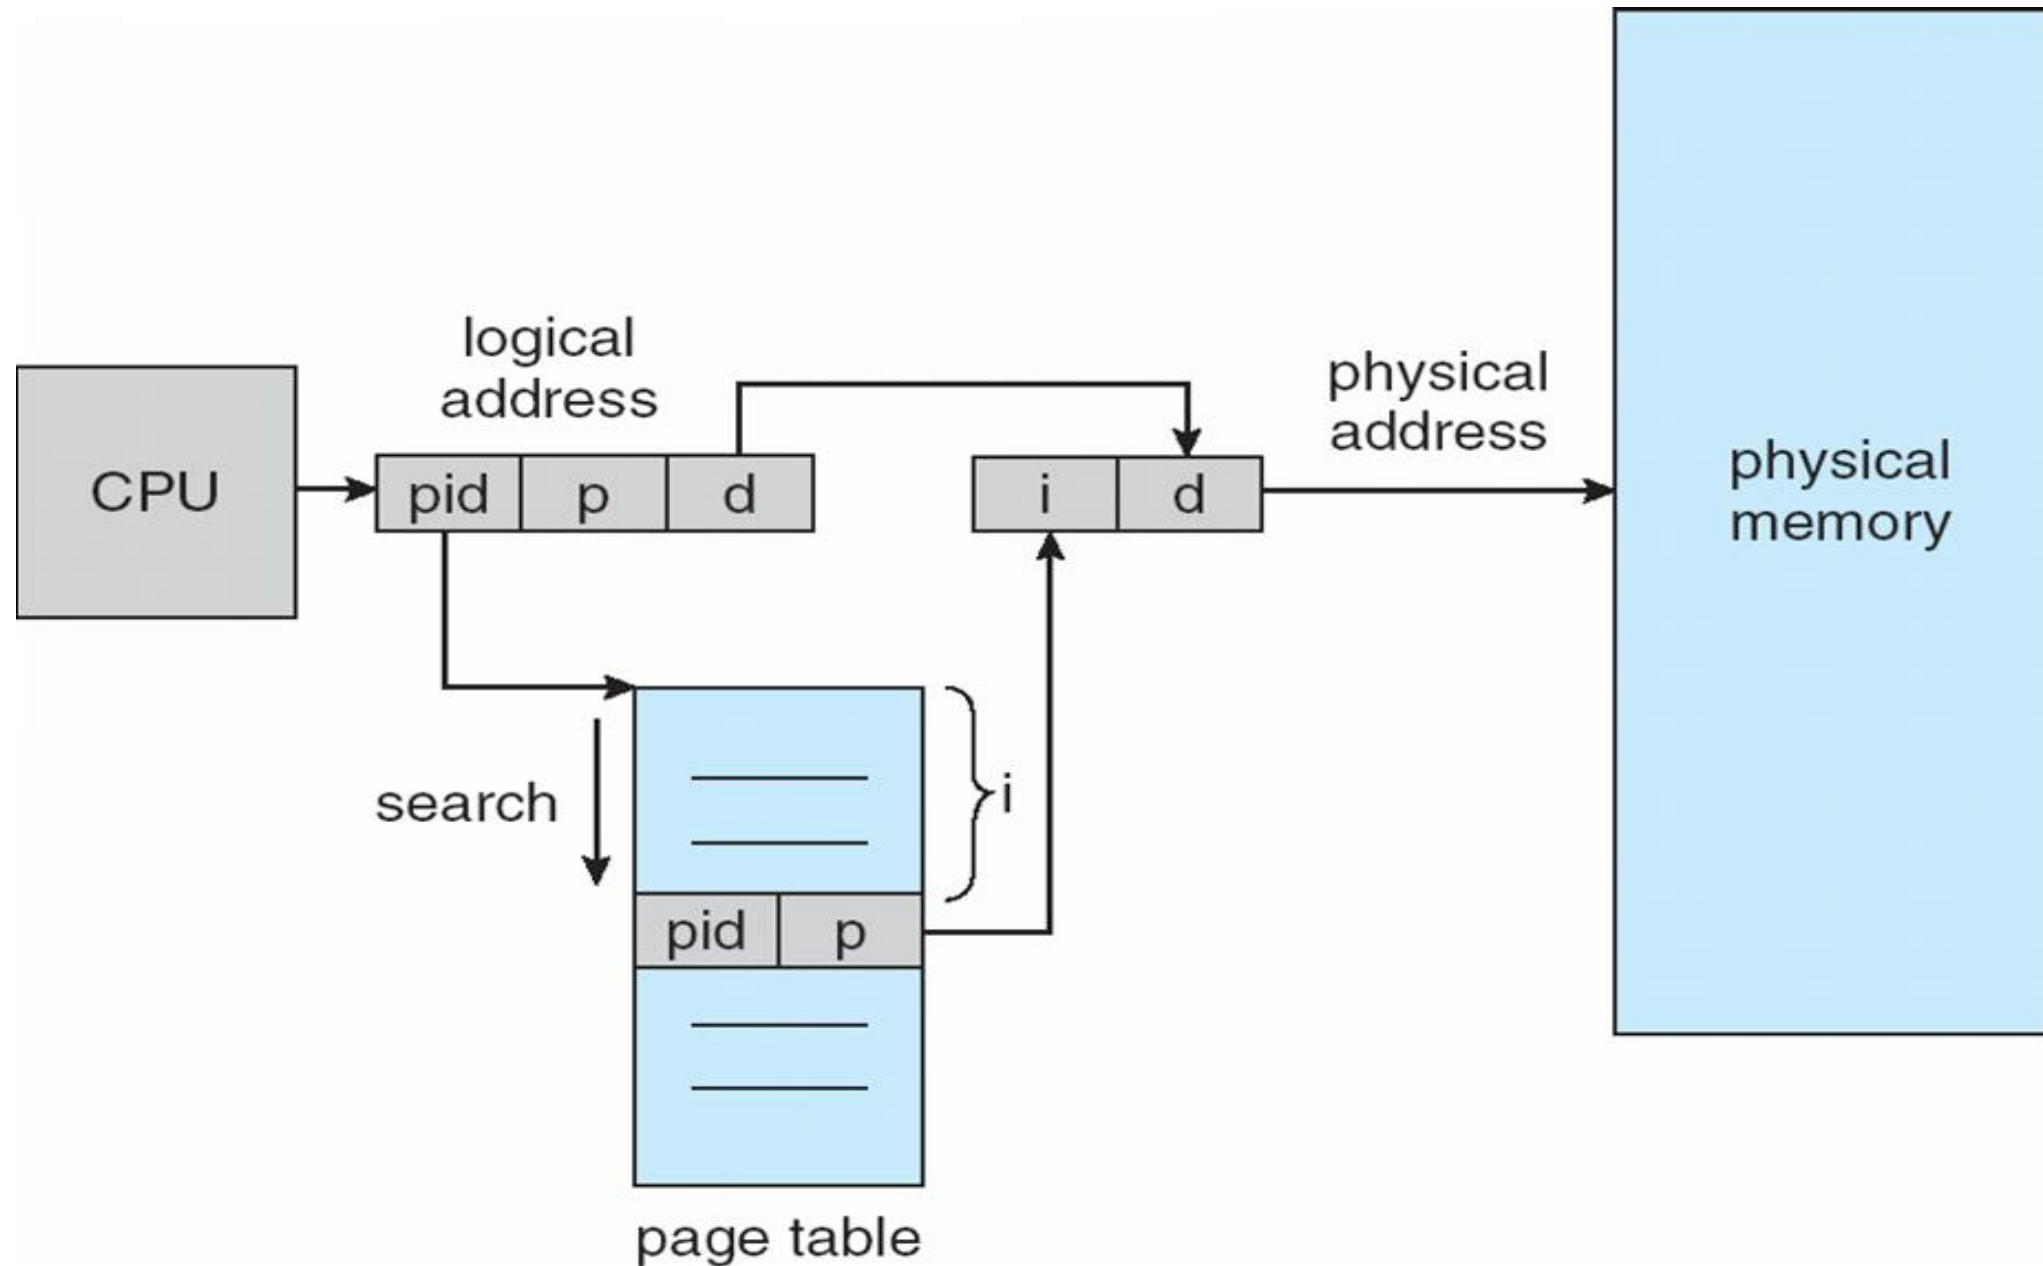 logical
address
physical
address
CPU
pid p d
i d
physical
memory
search
i
pid p
page table